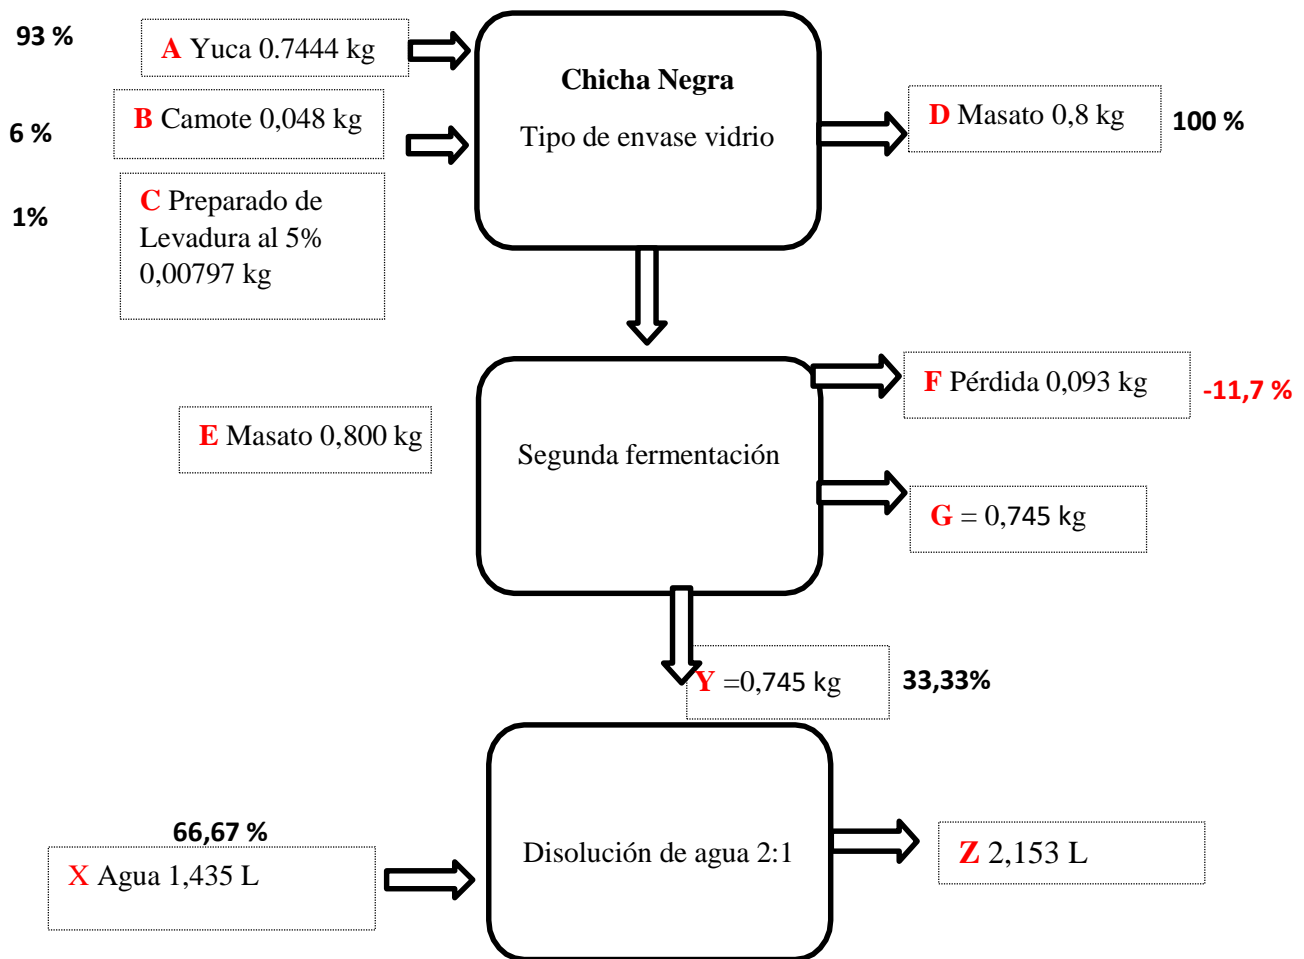 93 %
A Yuca 0.7444 kg
Chicha Negra
Tipo de envase vidrio
6 %
B Camote 0,048 kg
D Masato 0,8 kg
100 %
1%
C Preparado de
Levadura al 5%
0,00797 kg
F Pérdida 0,093 kg
-11,7 %
E Masato 0,800 kg
Segunda fermentación
G = 0,745 kg
Y =0,745 kg
33,33%
66,67 %
X Agua 1,435 L
Disolución de agua 2:1
Z 2,153 L